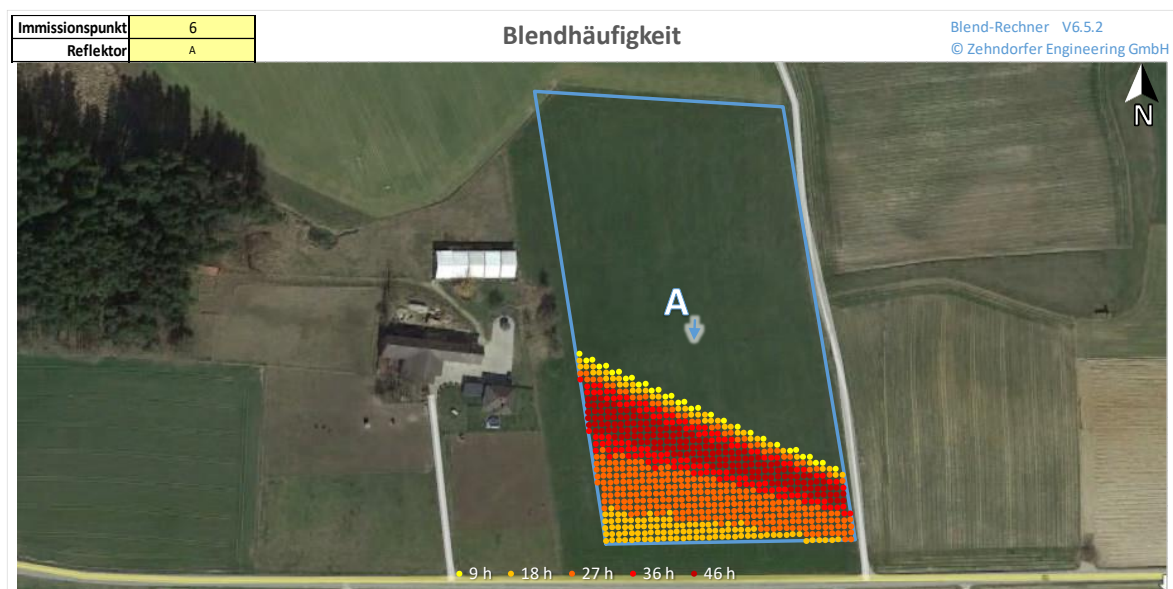 Immissionspunkt 6
Reflektor A
Blendhäufigkeit
Blend-Rechner V6.5.2
© Zehndorfer Engineering GmbH
N
A
9 h 18 h 27 h 36 h 46 h